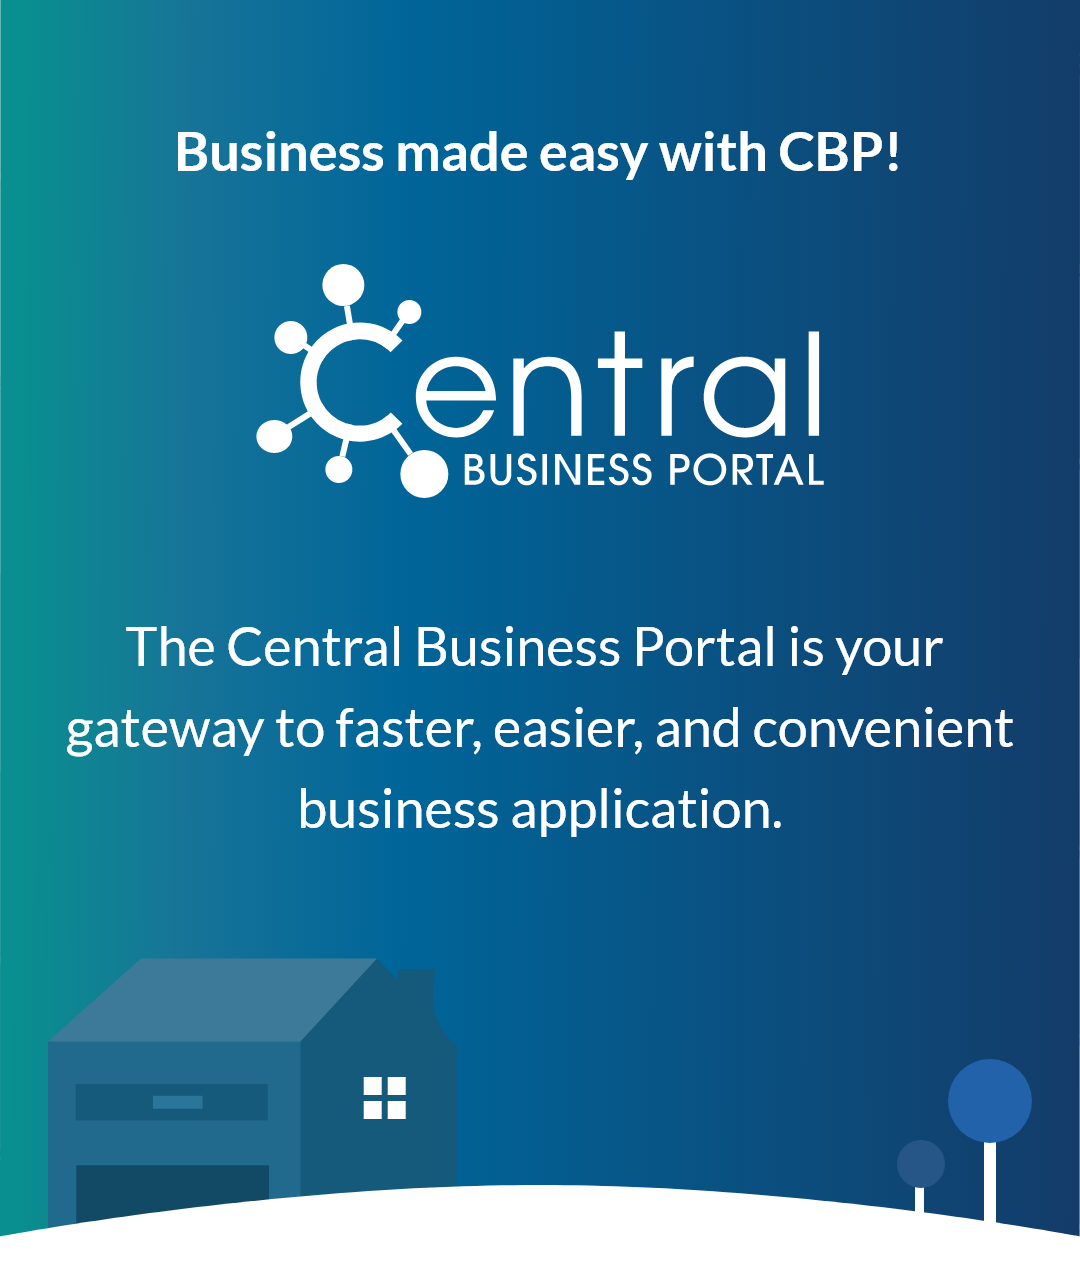 Business made easy with CBP!
Central
BUSINESS PORTAL
The Central Business Portal is your
gateway to faster, easier, and convenient
business application.